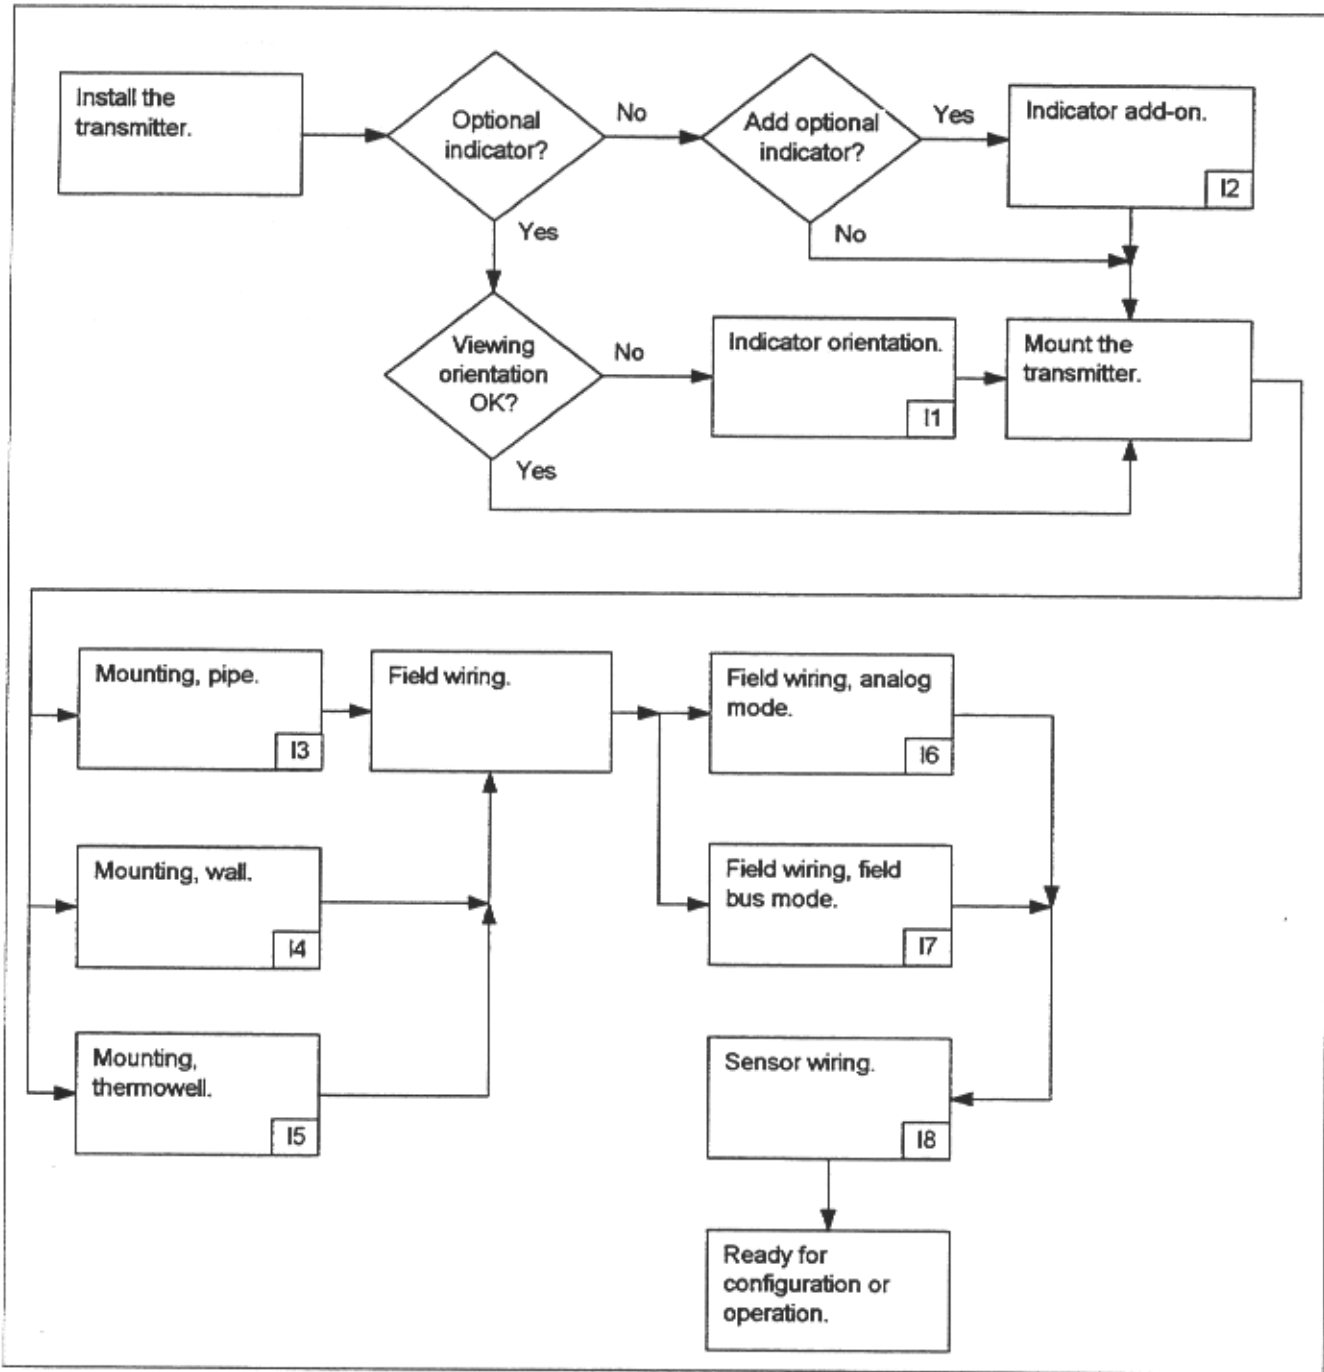 Install the
transmitter.
Optional
indicator?
No
Add optional
indicator?
Yes
Indicator add-on.
I2
Yes
No
Viewing
orientation
OK?
No
Indicator orientation.
I1
Mount the
transmitter.
Yes
Mounting, pipe.
I3
Field wiring.
Field wiring, analog
mode.
I6
Mounting, wall.
I4
Field wiring, field
bus mode.
I7
Mounting,
thermowell.
I5
Sensor wiring.
I8
Ready for
configuration or
operation.